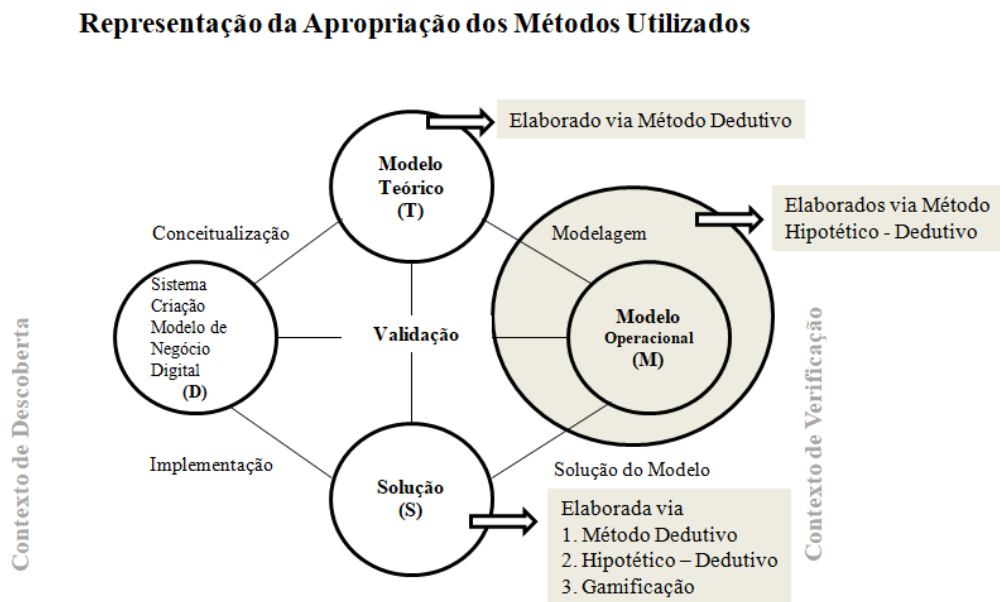 Representação da Apropriação dos Métodos Utilizados
Elaborado via Método Dedutivo
Modelo
Teórico
(T)
Elaborados via Método
Hipotético - Dedutivo
Conceitualização
Modelagem
Sistema
Criação
Modelo de
Negócio
Digital
(D)
Validação
Modelo
Operacional
(M)
Contexto de Descoberta
Contexto de Verificação
Implementação
Solução do Modelo
Solução
(S)
Elaborada via
1. Método Dedutivo
2. Hipotético – Dedutivo
3. Gamificação